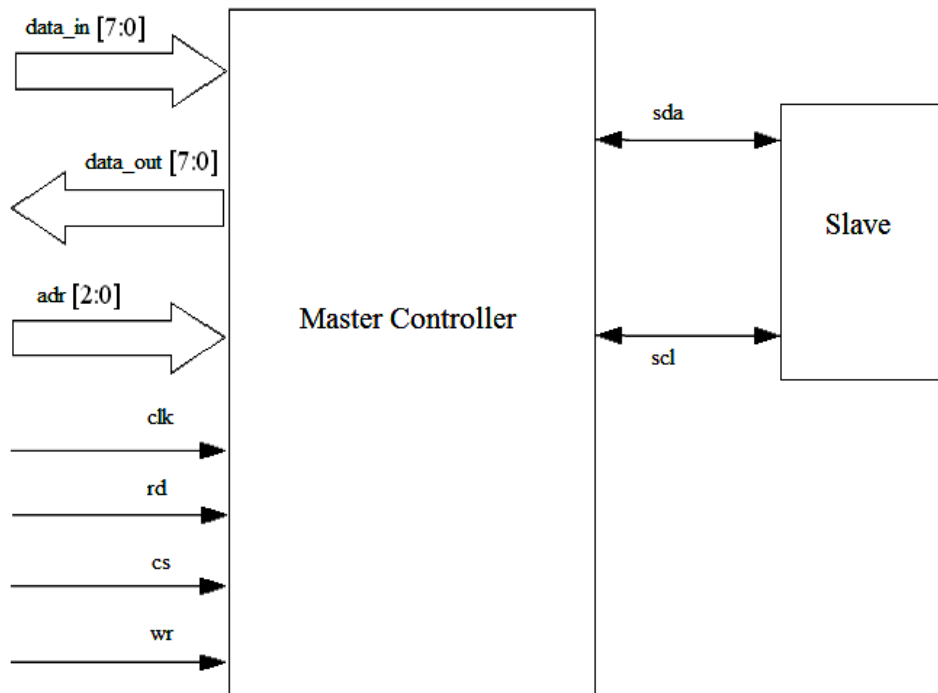 data_in [7:0]
data_out [7:0]
adr [2:0]
clk
rd
cs
wr
Master Controller
sda
scl
Slave